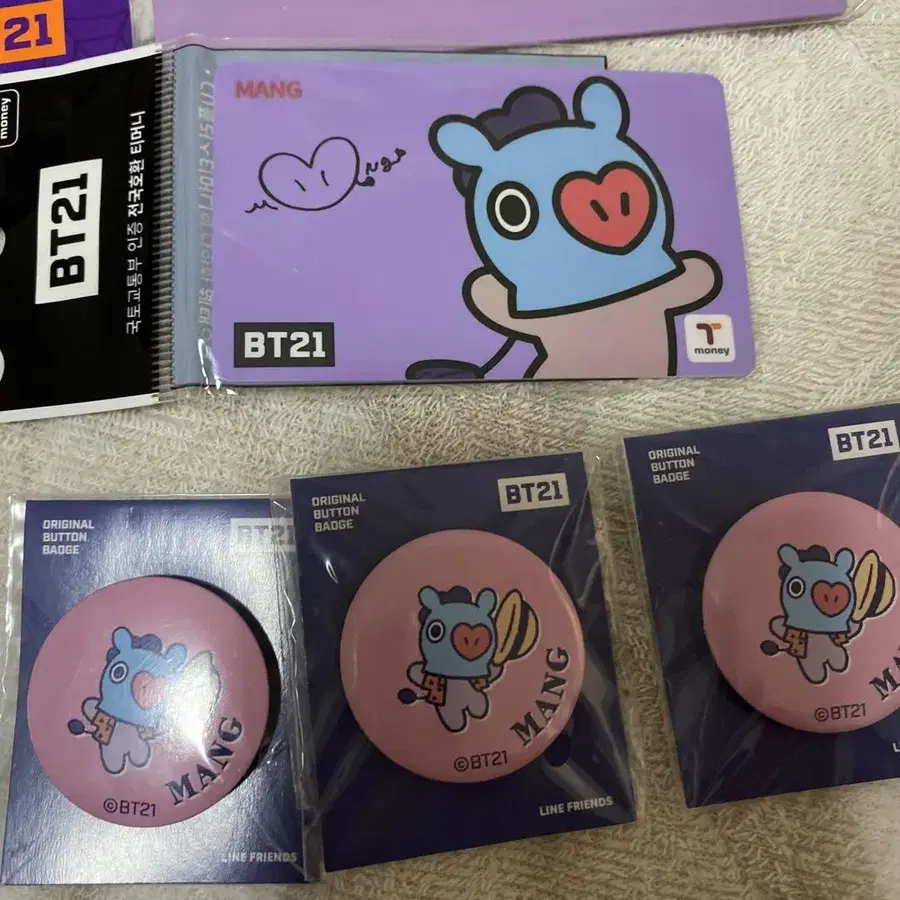 21
money
BT21
국토교통부 인증 전국호환 티머니
MANG
BT21
T
money
ORIGINAL
BUTTON
BADGE
BT21
MANG
©BT21
LINE FRIENDS
ORIGINAL
BUTTON
BADGE
BT21
MANG
©BT21
LINE FRIENDS
ORIGINAL
BUTTON
BADGE
BT21
©BT21